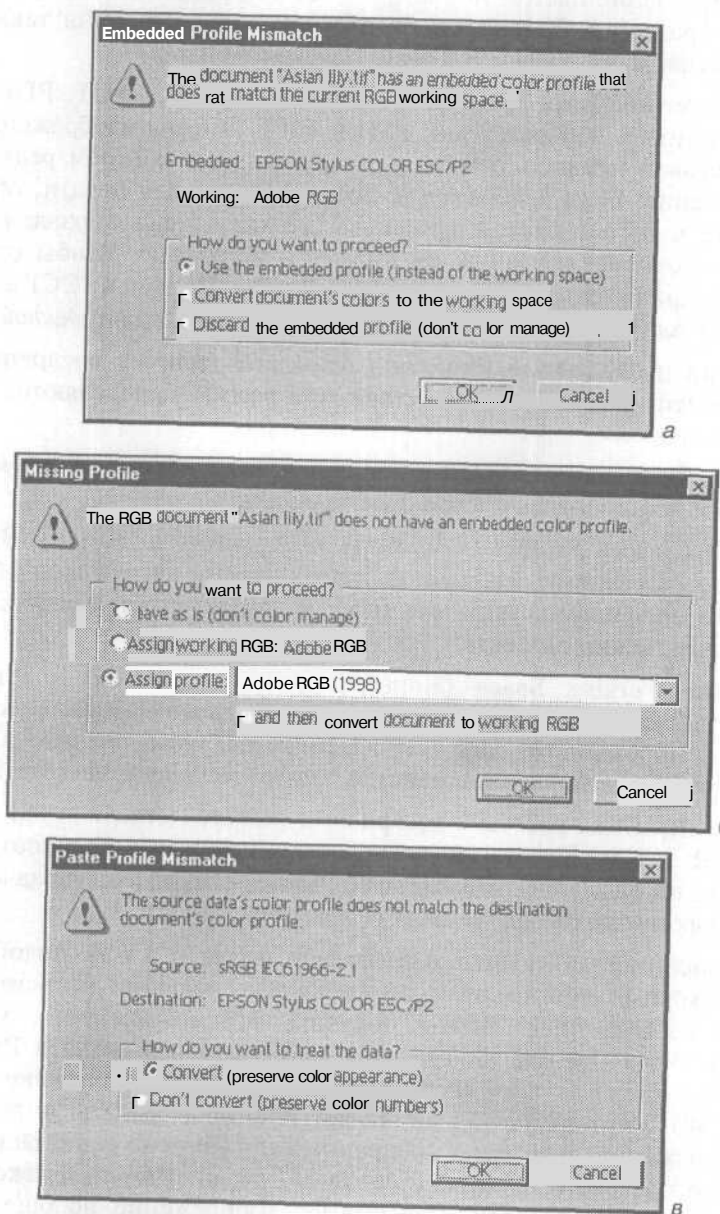 Embedded Profile Mismatch
The document "Asian lily.tif" has an embedded color profile that
does rat match the current RGB working space.
Embedded: EPSON Stylus COLOR ESC/P2
Working: Adobe RGB
How do you want to proceed?
Use the embedded profile (instead of the working space)
Convert document's colors to the working space
Discard the embedded profile (don't co lor manage)
OK Cancel
а
Missing Profile
The RGB document "Asian lily.tif" does not have an embedded color profile.
How do you want to proceed?
leave as is (don't color manage)
Assign working RGB: Adobe RGB
Assign profile: Adobe RGB (1998)
and then convert document to working RGB
OK Cancel
Paste Profile Mismatch
The source data's color profile does not match the destination
document's color profile.
Source: sRGB IEC61966-2.1
Destination: EPSON Stylus COLOR ESC/P2
How do you want to treat the data?
Convert (preserve color appearance)
Don't convert (preserve color numbers)
OK Cancel
в